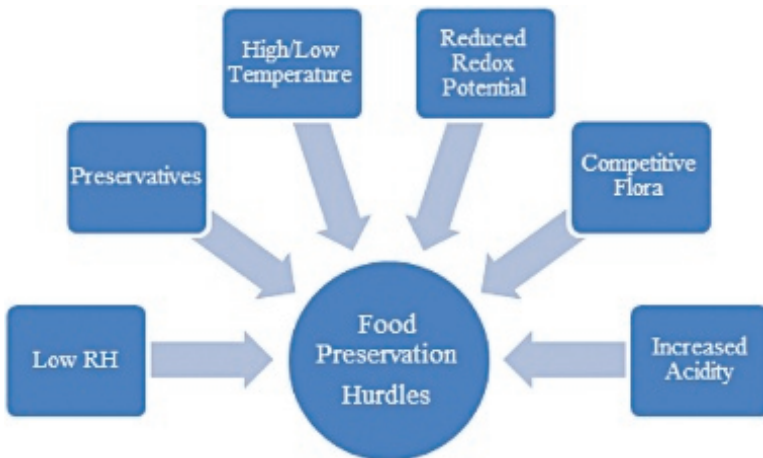 High/Low
Temperature
Reduced
Redox
Potential
Preservatives
Competitive
Flora
Low RH
Food
Preservation
Hurdles
Increased
Acidity